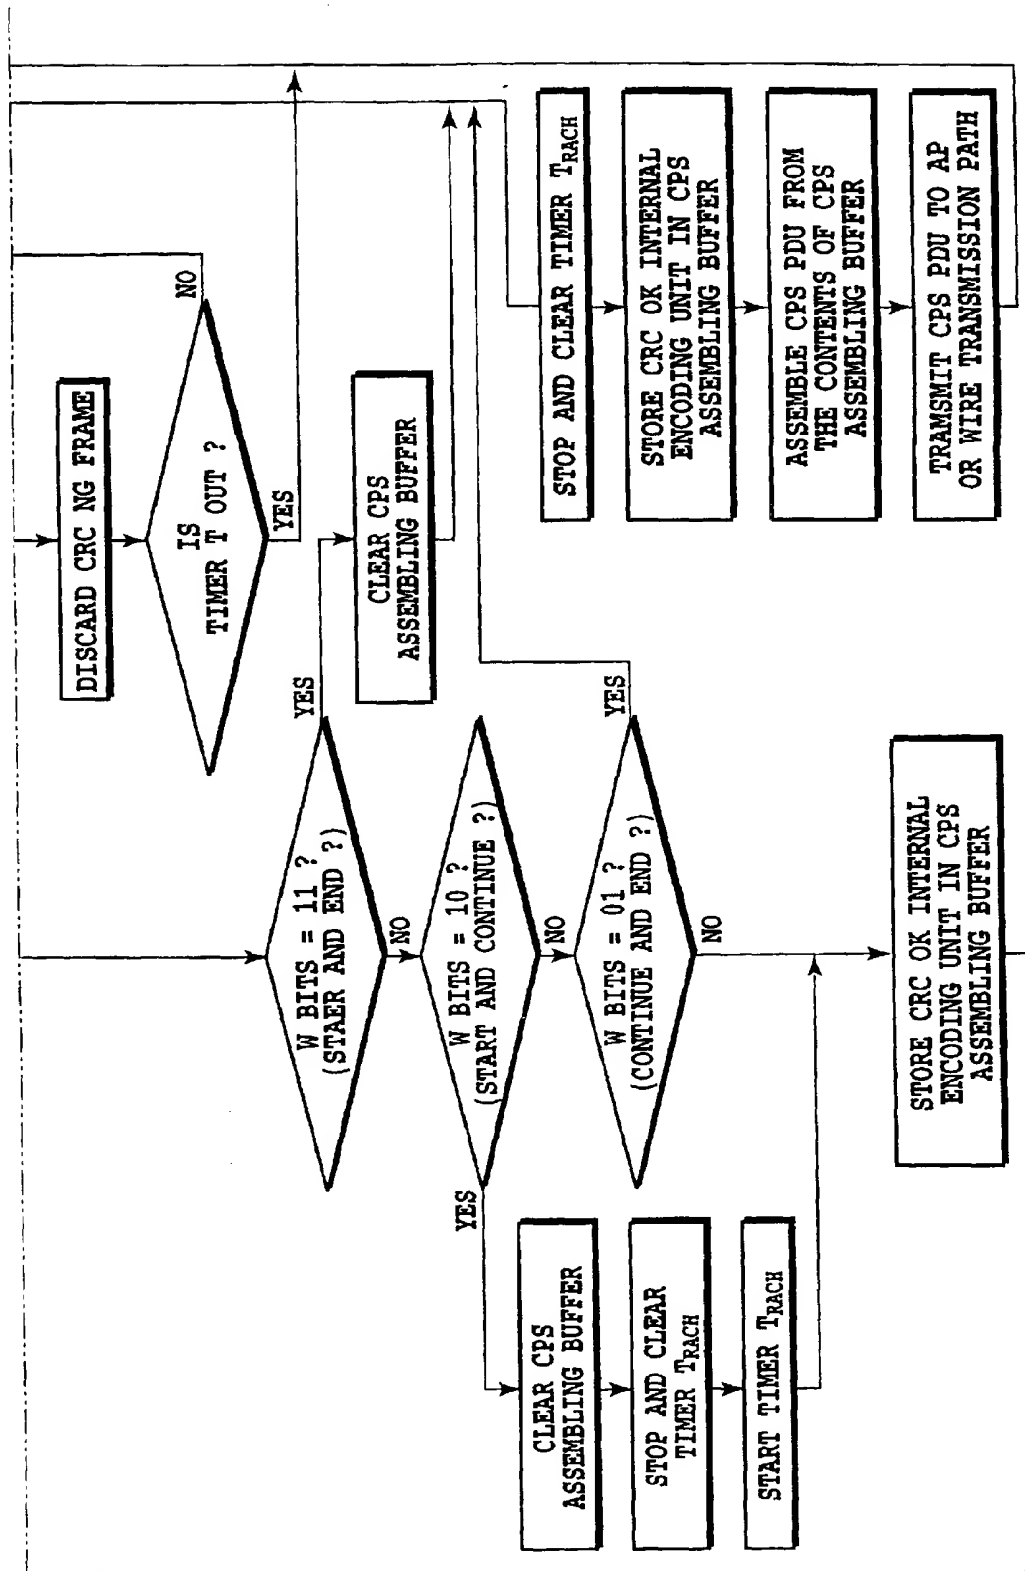 DISCARD CRC NG FRAME
IS
TIMER T OUT ?
NO
YES
W BITS = 11 ?
(STAER AND END ?)
YES
NO
CLEAR CPS
ASSEMBLING BUFFER
W BITS = 10 ?
(START AND CONTINUE ?)
YES
NO
W BITS = 01 ?
(CONTINUE AND END ?)
YES
NO
CLEAR CPS
ASSEMBLING BUFFER
STOP AND CLEAR
TIMER TRACH
START TIMER TRACH
STORE CRC OK INTERNAL
ENCODING UNIT IN CPS
ASSEMBLING BUFFER
STOP AND CLEAR TIMER TRACH
STORE CRC OK INTERNAL
ENCODING UNIT IN CPS
ASSEMBLING BUFFER
ASSEMBLE CPS PDU FROM
THE CONTENTS OF CPS
ASSEMBLING BUFFER
TRAMSMIT CPS PDU TO AP
OR WIRE TRANSMISSION PATH